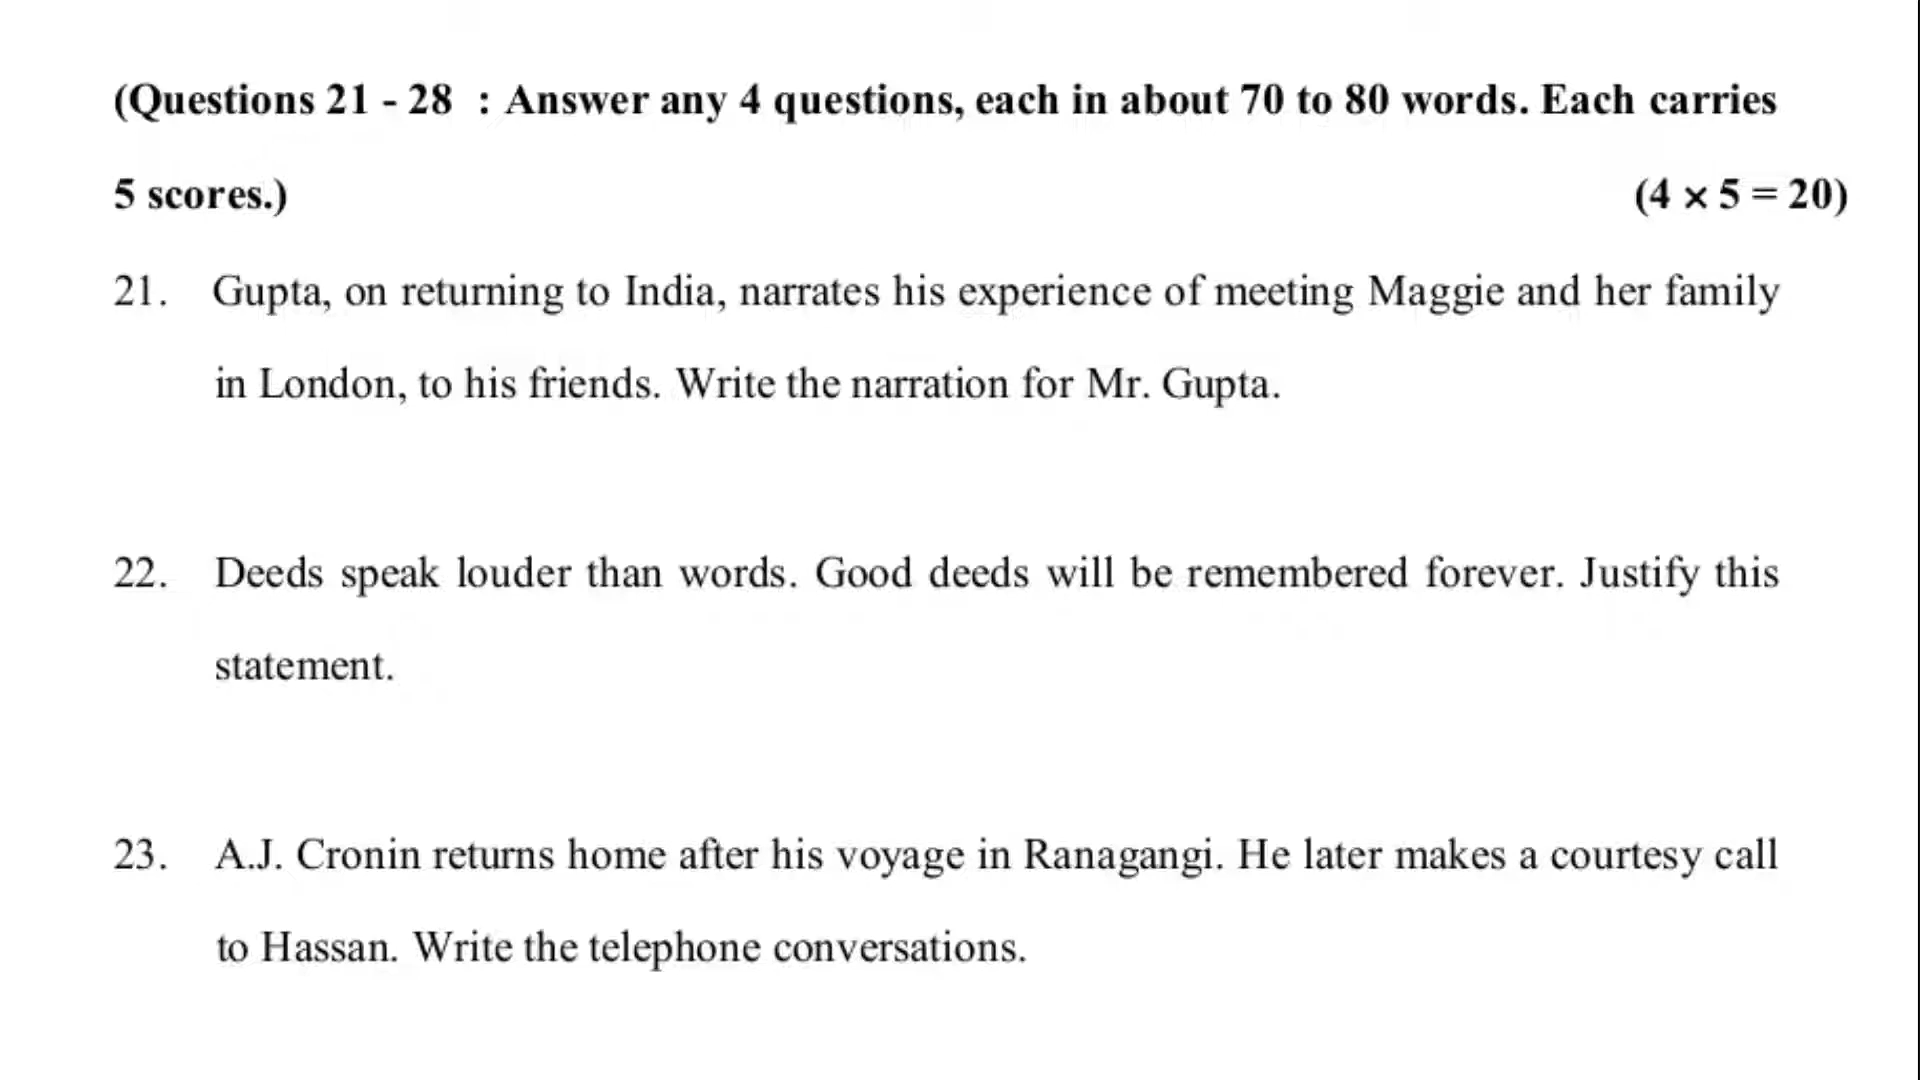 (Questions 21 - 28 : Answer any 4 questions, each in about 70 to 80 words. Each carries
5 scores.) (4 × 5 = 20)
21. Gupta, on returning to India, narrates his experience of meeting Maggie and her family
in London, to his friends. Write the narration for Mr. Gupta.
22. Deeds speak louder than words. Good deeds will be remembered forever. Justify this
statement.
23. A.J. Cronin returns home after his voyage in Ranagangi. He later makes a courtesy call
to Hassan. Write the telephone conversations.